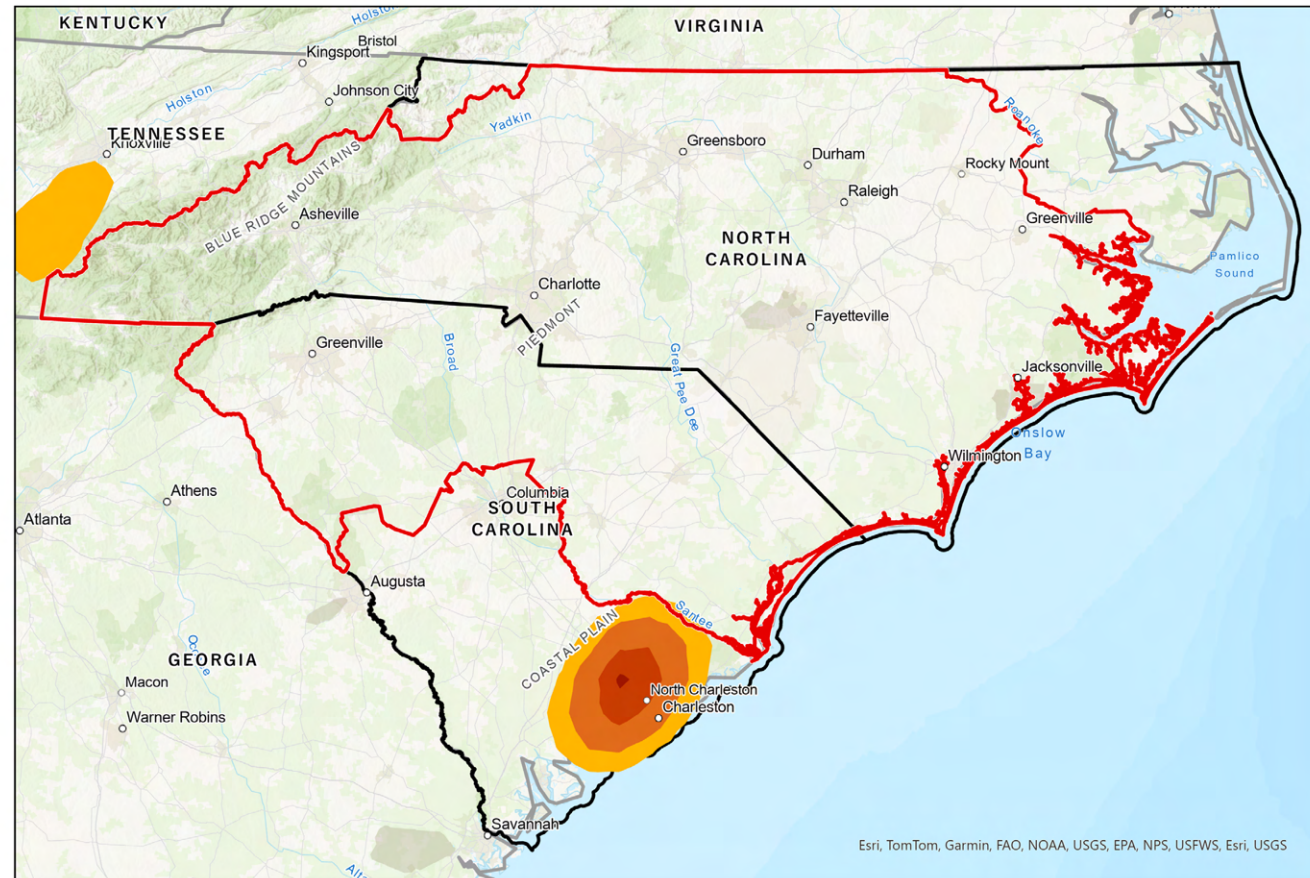 KENTUCKY
VIRGINIA
Holston
Bristol
Kingsport
Johnson City
Holston
TENNESSEE
Knoxville
Yadkin
Roanoke
Greensboro
Durham
Rocky Mount
Raleigh
BLUE RIDGE MOUNTAINS
Asheville
Greenville
NORTH
CAROLINA
Pamlico
Sound
Charlotte
PIEDMONT
Fayetteville
Greenville
Broad
Great Pee Dee
Jacksonville
Onslow
Bay
Wilmington
Athens
Columbia
SOUTH
CAROLINA
Atlanta
Augusta
Santee
COASTAL PLAIN
GEORGIA
Macon
North Charleston
Charleston
Warner Robins
Savannah
Esri, TomTom, Garmin, FAO, NOAA, USGS, EPA, NPS, USFWS, Esri, USGS